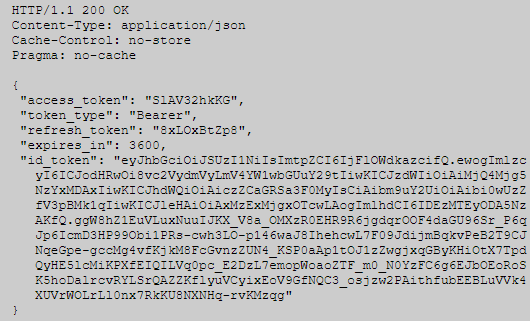 HTTP/1.1 200 OK
Content-Type: application/json
Cache-Control: no-store
Pragma: no-cache
{
"access_token": "SlAV32hkKG",
"token_type": "Bearer",
"refresh_token": "8xLOxBtZp8",
"expires_in": 3600,
"id_token": "eyJhbGciOiJSUzI1NiIsImtpZCI6IjFlOWdkazcifQ.ewogImlzc
yI6ICJodHRwOi8vc2VydmVyLmV4YW1wbGUuY29tIiwKICJzdWIiOiAiMjQ4Mjg5
NzYxMDAxIiwKICJhdWQiOiAiczZCaGRSa3F0MyIsCiAibm9uY2UiOiAibi0wUzZ
fV3pBMk1qIiwKICJleHAiOiAxMzExMjgxOTcwLAogImlhdCI6IDEzMTEyODA5Nz
AKfQ.ggW8hZ1EuVLuxNuuIJKX_V8a_OMXzR0EHR9R6jgdqrOOF4daGU96Sr_P6q
Jp6IcmD3HP99Obi1PRs-cwh3LO-p146waJ8IhehcwL7F09JdijmBqkvPeB2T9CJ
NqeGpe-gccMg4vfKjkM8FcGvnzZUN4_KSP0aAp1tOJ1zZwgjxqGByKHiOtX7Tpd
QyHE5lcMiKPXfEIQILVq0pc_E2DzL7emopWoaoZTF_m0_N0YzFC6g6EJbOEoRoS
K5hoDalrcvRYLSrQAZZKflyuVCyixEoV9GfNQC3_osjzw2PAithfubEEBLuVVk4
XUVrWOLrLl0nx7RkKU8NXNHq-rvKMzqg"
}